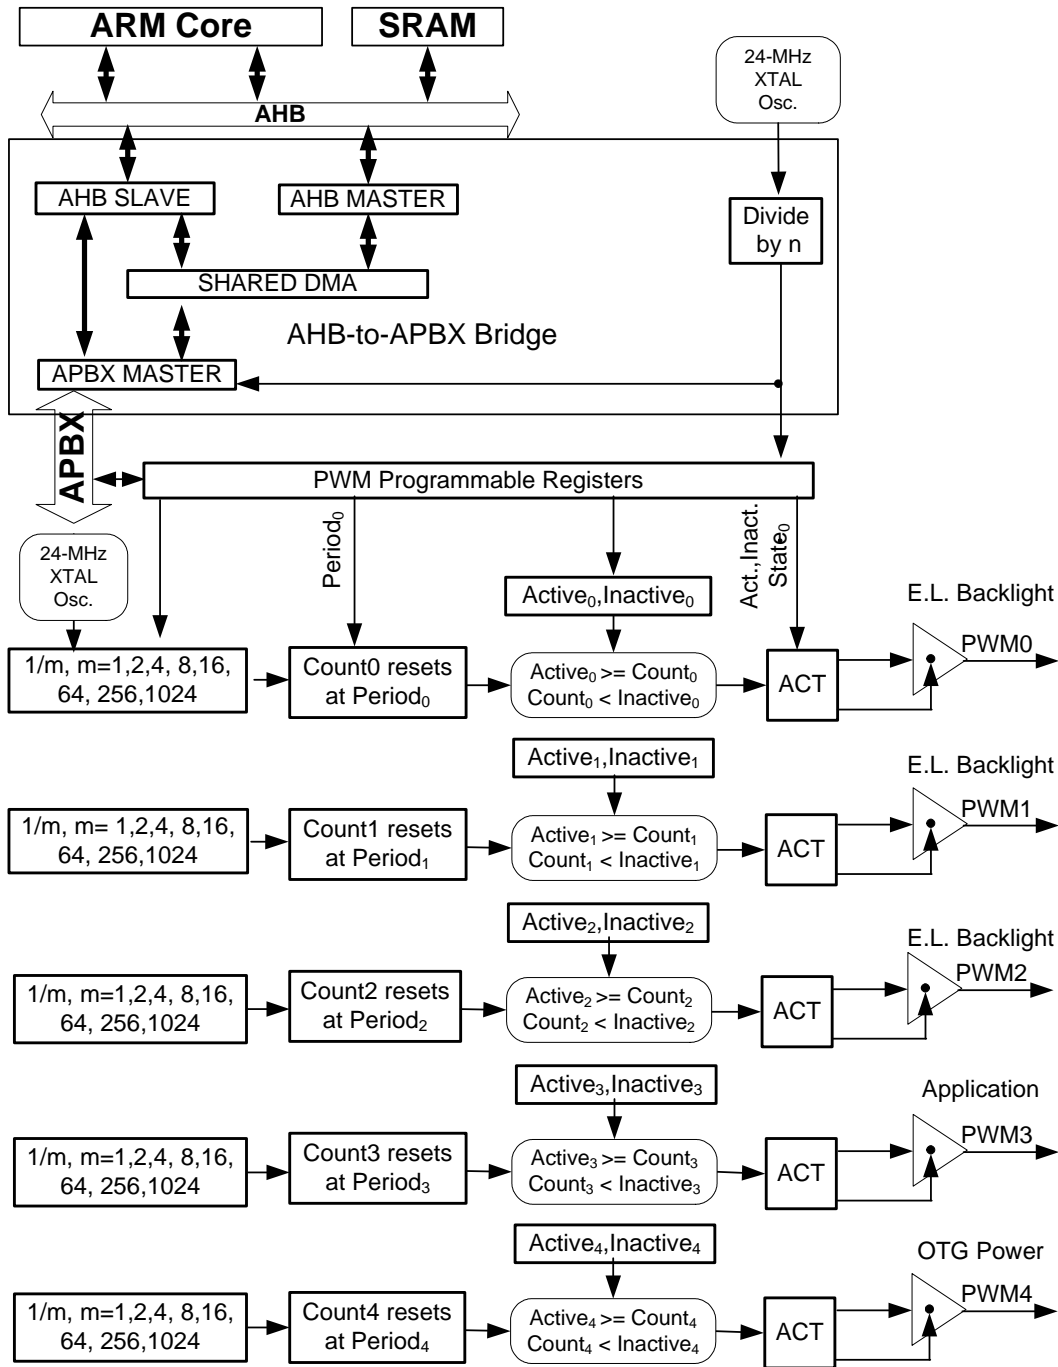 ARM Core
SRAM
24-MHz
XTAL
Osc.
AHB
AHB SLAVE
AHB MASTER
Divide
by n
SHARED DMA
AHB-to-APBX Bridge
APBX MASTER
APBX
PWM Programmable Registers
24-MHz
XTAL
Osc.
Period₀
Act.,Inact.
State₀
Active₀,Inactive₀
E.L. Backlight
1/m, m=1,2,4, 8,16,
64, 256,1024
Count0 resets
at Period₀
Active₀ >= Count₀
Count₀ < Inactive₀
ACT
PWM0
Active₁,Inactive₁
E.L. Backlight
1/m, m= 1,2,4, 8,16,
64, 256,1024
Count1 resets
at Period₁
Active₁ >= Count₁
Count₁ < Inactive₁
ACT
PWM1
Active₂,Inactive₂
E.L. Backlight
1/m, m=1,2,4, 8,16,
64, 256,1024
Count2 resets
at Period₂
Active₂ >= Count₂
Count₂ < Inactive₂
ACT
PWM2
Active₃,Inactive₃
Application
1/m, m=1,2,4, 8,16,
64, 256,1024
Count3 resets
at Period₃
Active₃ >= Count₃
Count₃ < Inactive₃
ACT
PWM3
Active₄,Inactive₄
OTG Power
1/m, m=1,2,4, 8,16,
64, 256,1024
Count4 resets
at Period₄
Active₄ >= Count₄
Count₄ < Inactive₄
ACT
PWM4